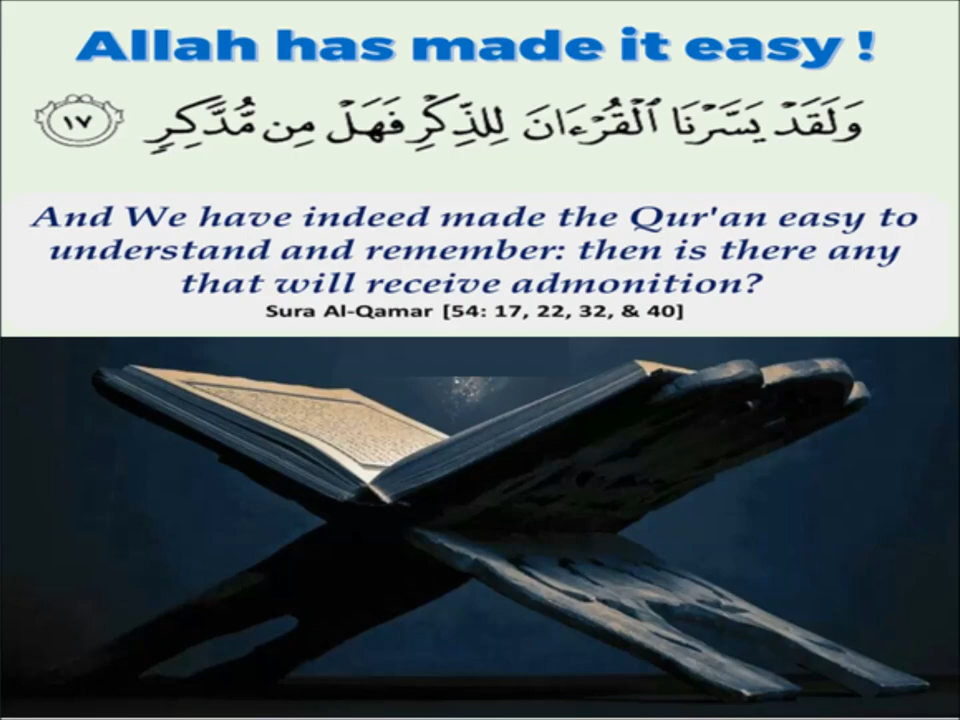 Allah has made it easy !
وَلَقَدْ يَسَّرْنَا ٱلْقُرْءَانَ لِلذِّكْرِ فَهَلْ مِن مُّدَّكِرٍ ١٧
And We have indeed made the Qur'an easy to
understand and remember: then is there any
that will receive admonition?
Sura Al-Qamar [54: 17, 22, 32, & 40]